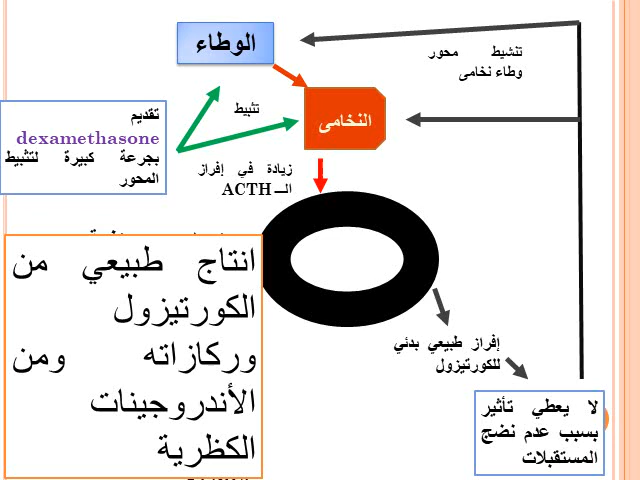 الوطاء
تنشيط محور
وطاء نخامى
النخامى
تثبيط
تقديم
dexamethasone
بجرعة كبيرة لتثبيط
المحور
زيادة في إفراز
الـ ACTH
انتاج طبيعي من
الكورتيزول
وركازاته ومن
الأندروجينات
الكظرية
إفراز طبيعي بدئي
للكورتيزول
لا يعطي تأثير
بسبب عدم نضج
المستقبلات